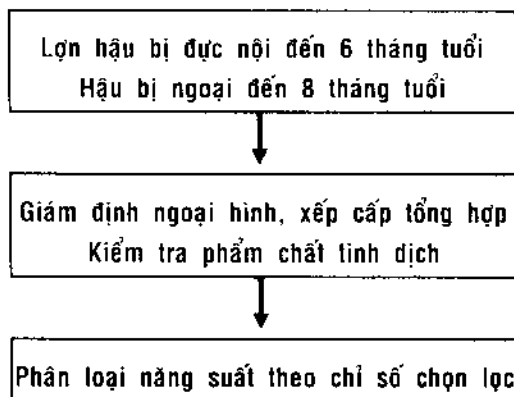 Lợn hậu bị đực nội đến 6 tháng tuổi
Hậu bị ngoại đến 8 tháng tuổi
Giám định ngoại hình, xếp cấp tổng hợp
Kiểm tra phẩm chất tinh dịch
Phân loại năng suất theo chỉ số chọn lọc